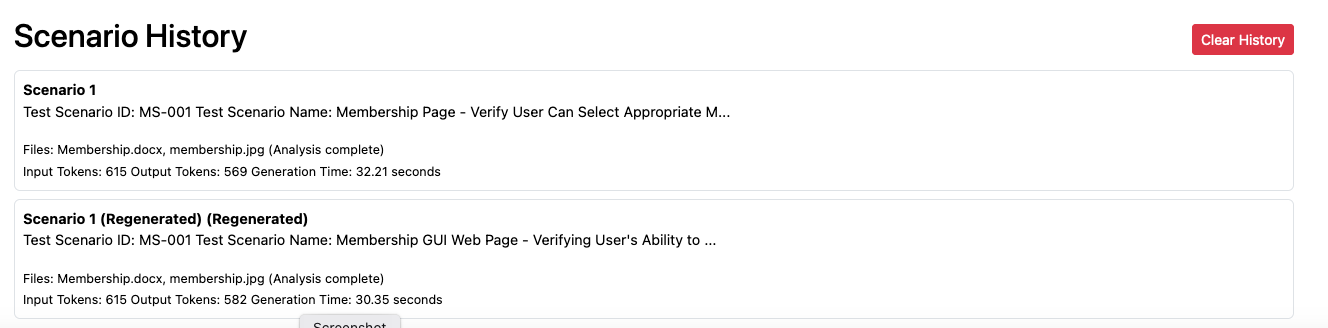 Scenario History
Clear History
Scenario 1
Test Scenario ID: MS-001 Test Scenario Name: Membership Page - Verify User Can Select Appropriate M...
Files: Membership.docx, membership.jpg (Analysis complete)
Input Tokens: 615 Output Tokens: 569 Generation Time: 32.21 seconds
Scenario 1 (Regenerated) (Regenerated)
Test Scenario ID: MS-001 Test Scenario Name: Membership GUI Web Page - Verifying User's Ability to ...
Files: Membership.docx, membership.jpg (Analysis complete)
Input Tokens: 615 Output Tokens: 582 Generation Time: 30.35 seconds
Screenshot